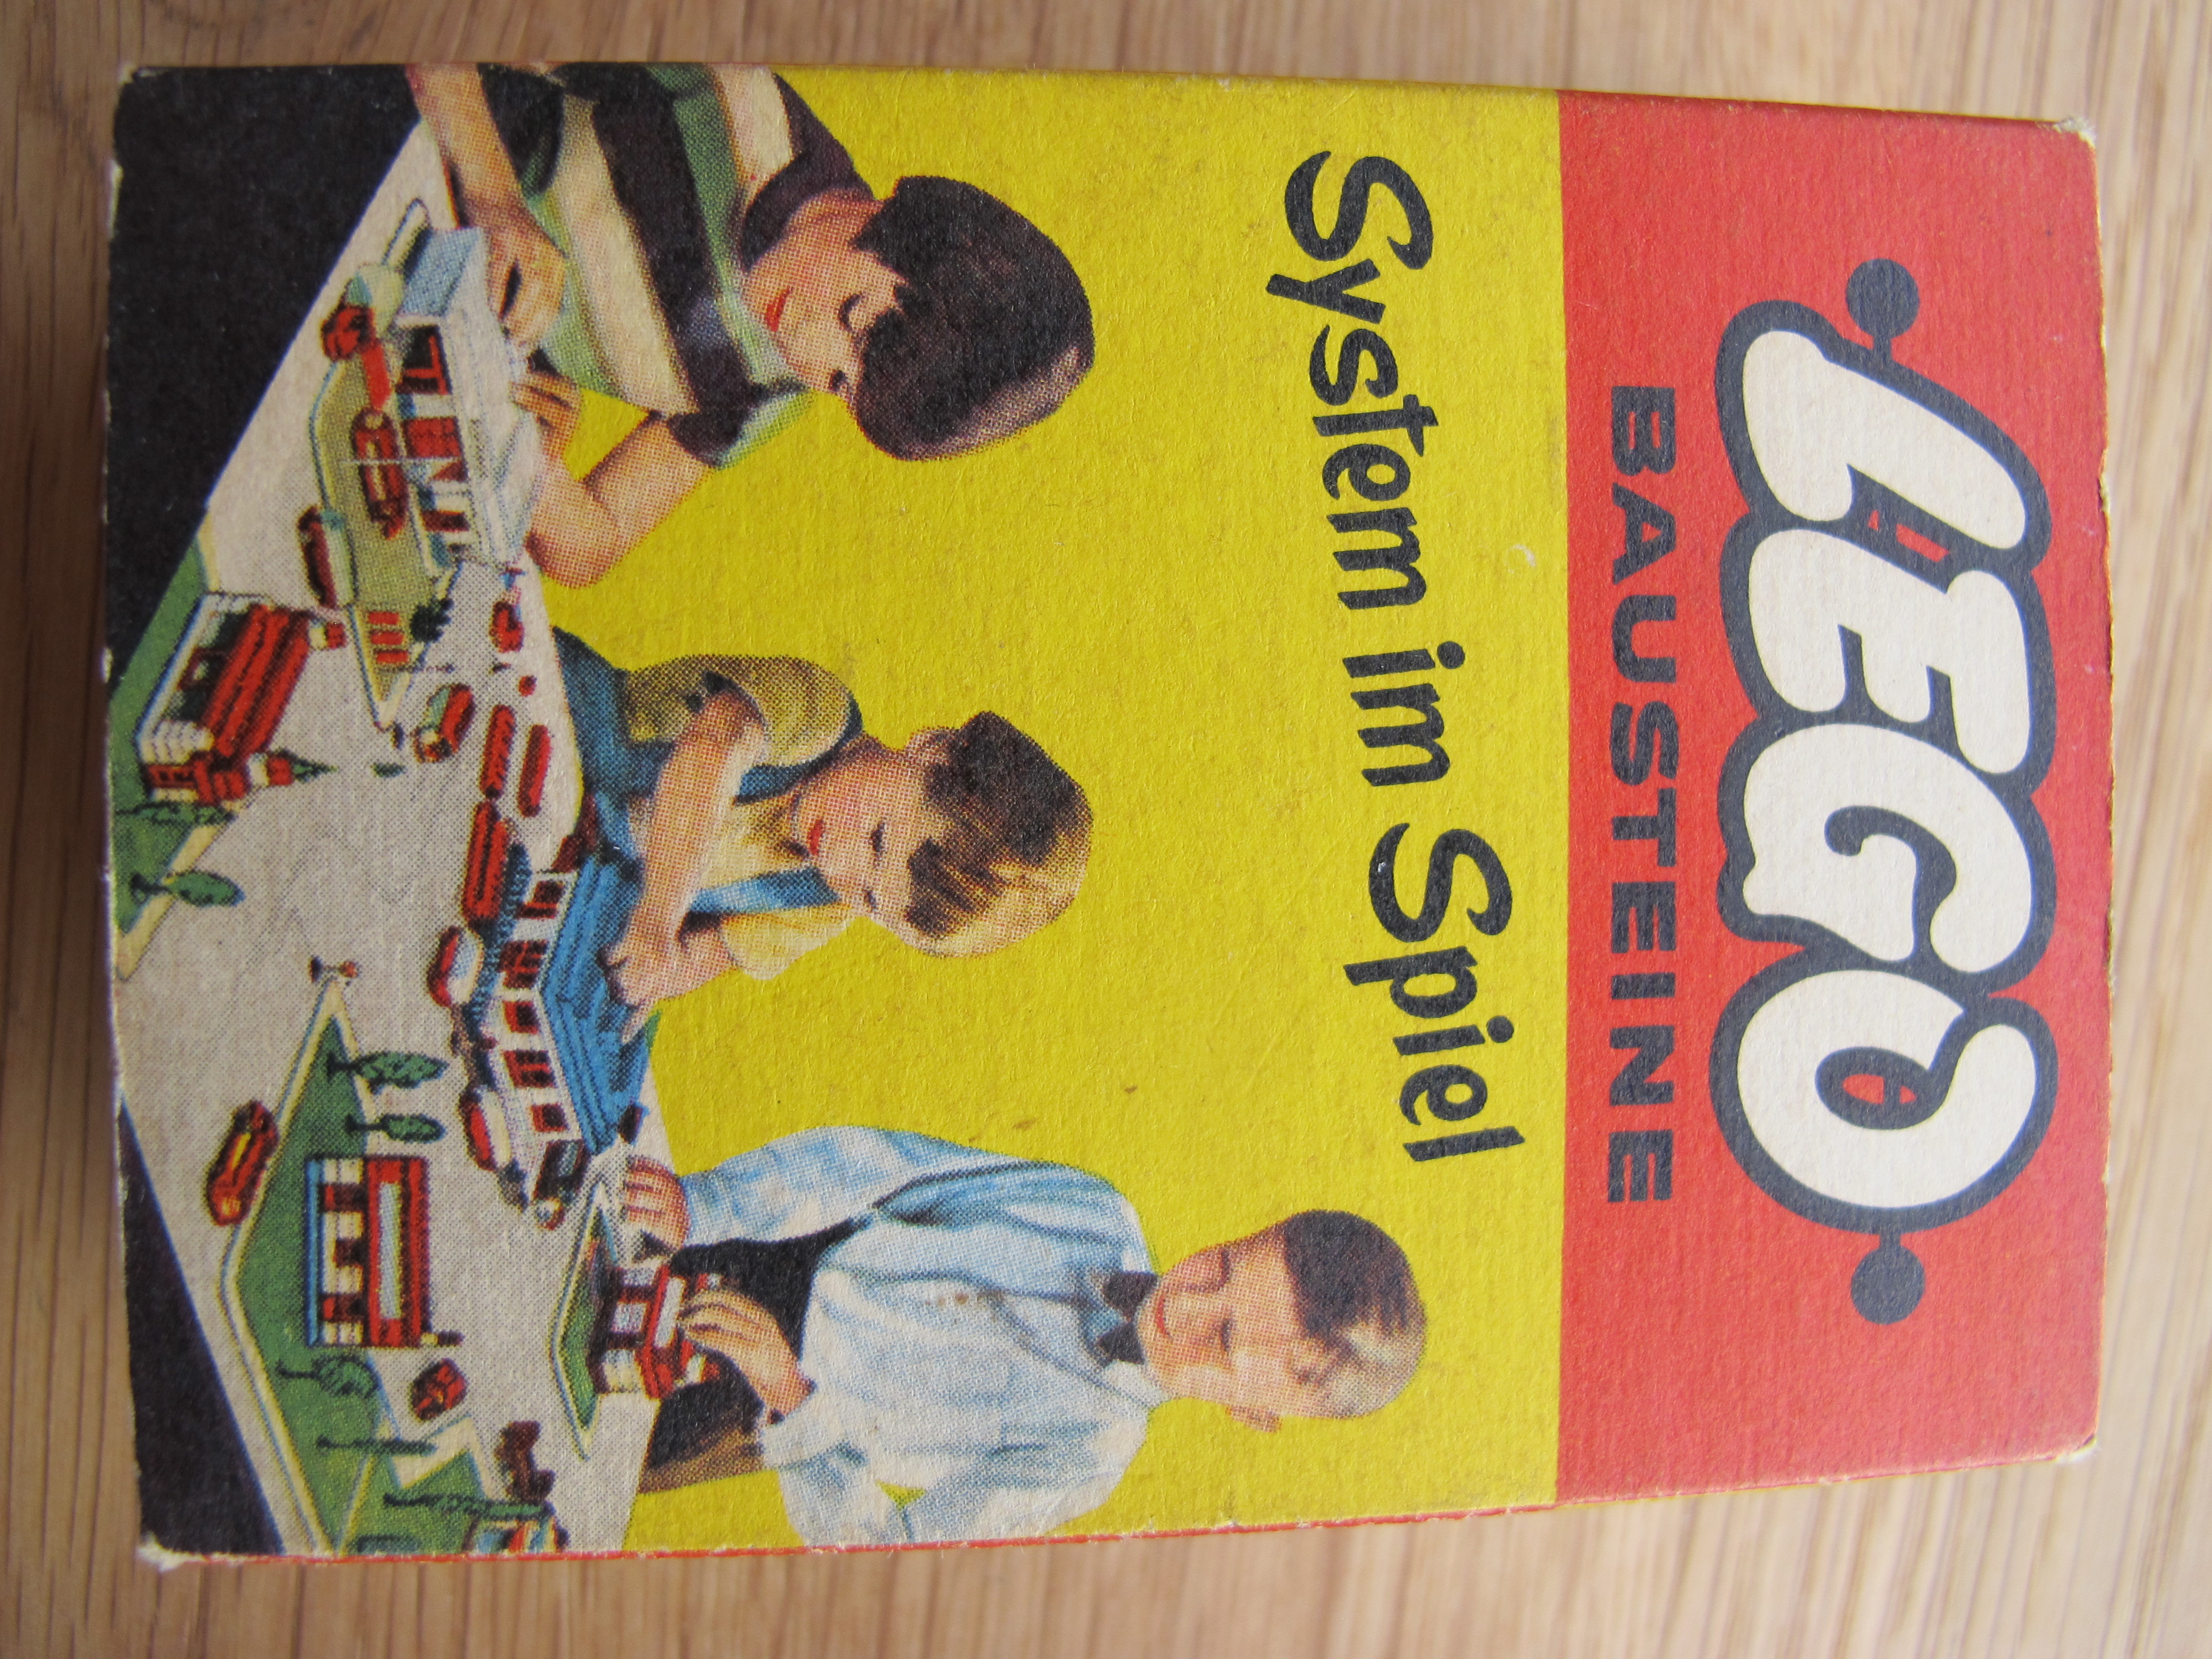 LEGO
BAUSTEINE
System im Spiel